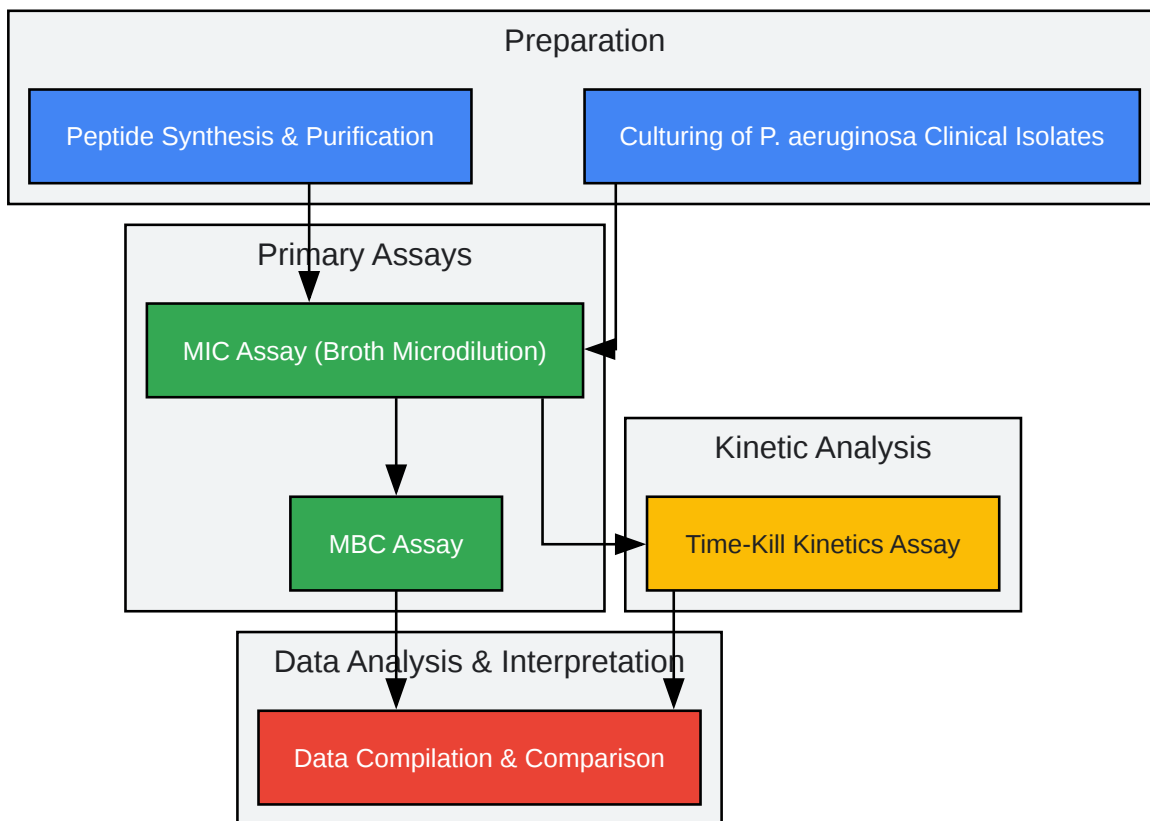 Preparation
Peptide Synthesis & Purification
Culturing of P. aeruginosa Clinical Isolates
Primary Assays
MIC Assay (Broth Microdilution)
Kinetic Analysis
MBC Assay
Time-Kill Kinetics Assay
Data Analysis & Interpretation
Data Compilation & Comparison